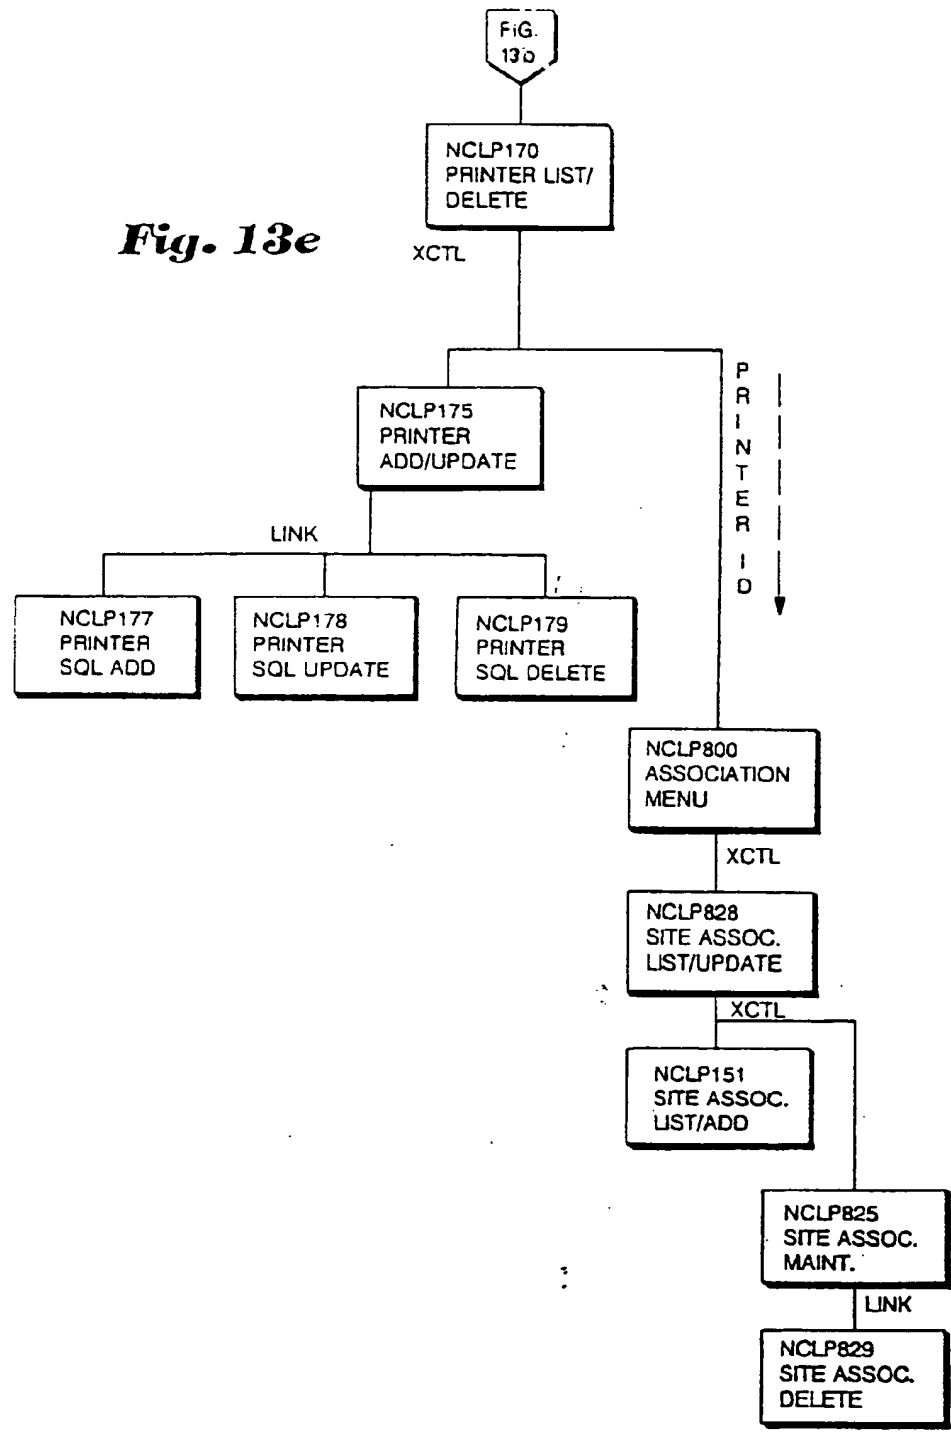 FIG.
13b
NCLP170
PRINTER LIST/
DELETE
Fig. 13e
XCTL
NCLP175
PRINTER
ADD/UPDATE
PRINTER ID
LINK
NCLP177
PRINTER
SQL ADD
NCLP178
PRINTER
SQL UPDATE
NCLP179
PRINTER
SQL DELETE
NCLP800
ASSOCIATION
MENU
XCTL
NCLP828
SITE ASSOC.
LIST/UPDATE
XCTL
NCLP151
SITE ASSOC.
LIST/ADD
NCLP825
SITE ASSOC.
MAINT.
LINK
NCLP829
SITE ASSOC.
DELETE